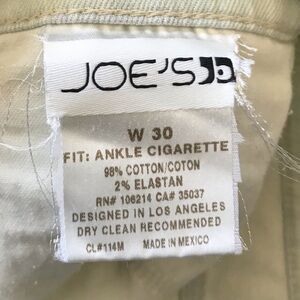 JOE'S
W 30
FIT: ANKLE CIGARETTE
98% COTTON/COTON
2% ELASTAN
RN# 106214 CA# 35037
DESIGNED IN LOS ANGELES
DRY CLEAN RECOMMENDED
CL#114M MADE IN MEXICO